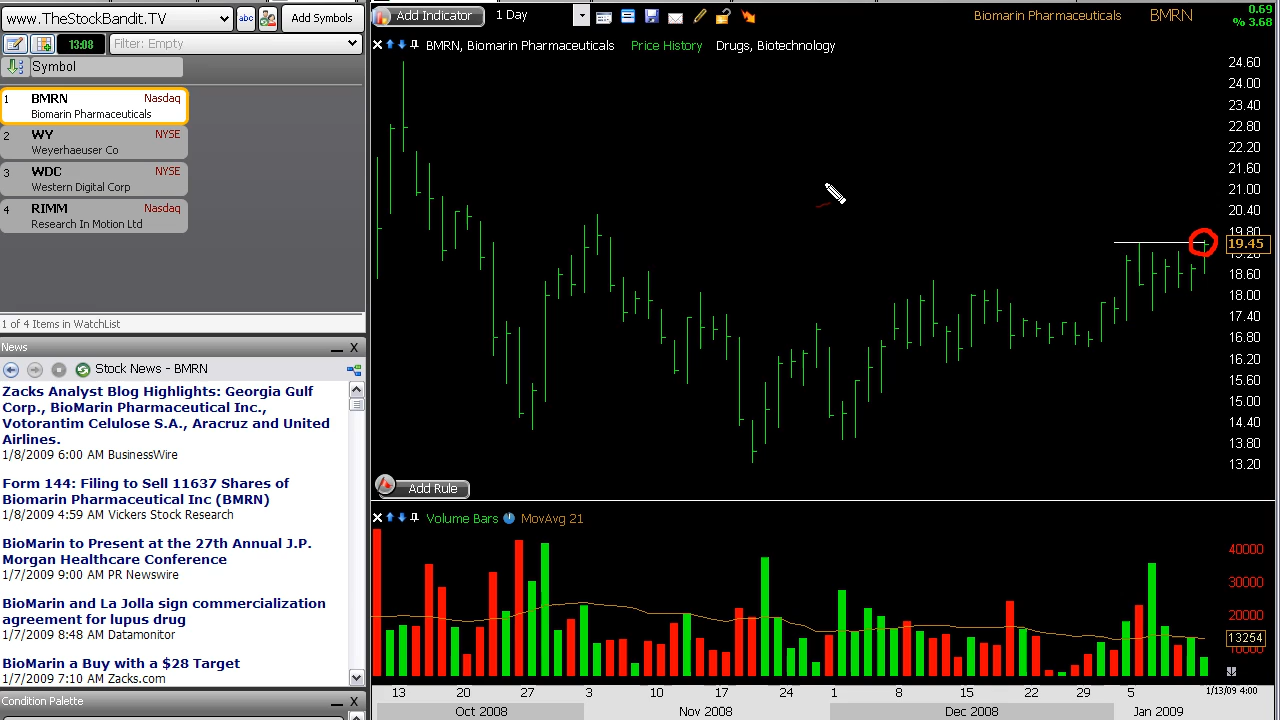 www.TheStockBandit.TV
abc
Add Symbols
13:08
Filter: Empty
Symbol
1 BMRN Nasdaq
Biomarin Pharmaceuticals
2 WY NYSE
Weyerhaeuser Co
3 WDC NYSE
Western Digital Corp
4 RIMM Nasdaq
Research In Motion Ltd
1 of 4 Items in WatchList
News X
Stock News - BMRN
Zacks Analyst Blog Highlights: Georgia Gulf
Corp., BioMarin Pharmaceutical Inc.,
Votorantim Celulose S.A., Aracruz and United
Airlines.
1/8/2009 6:00 AM BusinessWire
Form 144: Filing to Sell 11637 Shares of
Biomarin Pharmaceutical Inc (BMRN)
1/8/2009 4:59 AM Vickers Stock Research
BioMarin to Present at the 27th Annual J.P.
Morgan Healthcare Conference
1/7/2009 9:00 AM PR Newswire
BioMarin and La Jolla sign commercialization
agreement for lupus drug
1/7/2009 8:48 AM Datamonitor
BioMarin a Buy with a $28 Target
1/7/2009 7:10 AM Zacks.com
Condition Palette X
Add Indicator 1 Day Biomarin Pharmaceuticals BMRN
0.69
% 3.68
BMRN, Biomarin Pharmaceuticals Price History Drugs, Biotechnology
24.60
24.00
23.40
22.80
22.20
21.60
21.00
20.40
19.80
19.45
19.20
18.60
18.00
17.40
16.80
16.20
15.60
15.00
14.40
13.80
13.20
Add Rule
Volume Bars MovAvg 21
40000
30000
20000
13254
10000
13 20 27 3 10 17 24 1 8 15 22 29 5 1/13/09 4:00
Oct 2008 Nov 2008 Dec 2008 Jan 2009